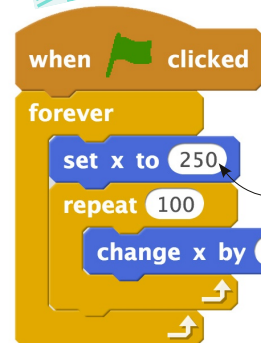 when clicked
forever
set x to 250
repeat 100
change x by